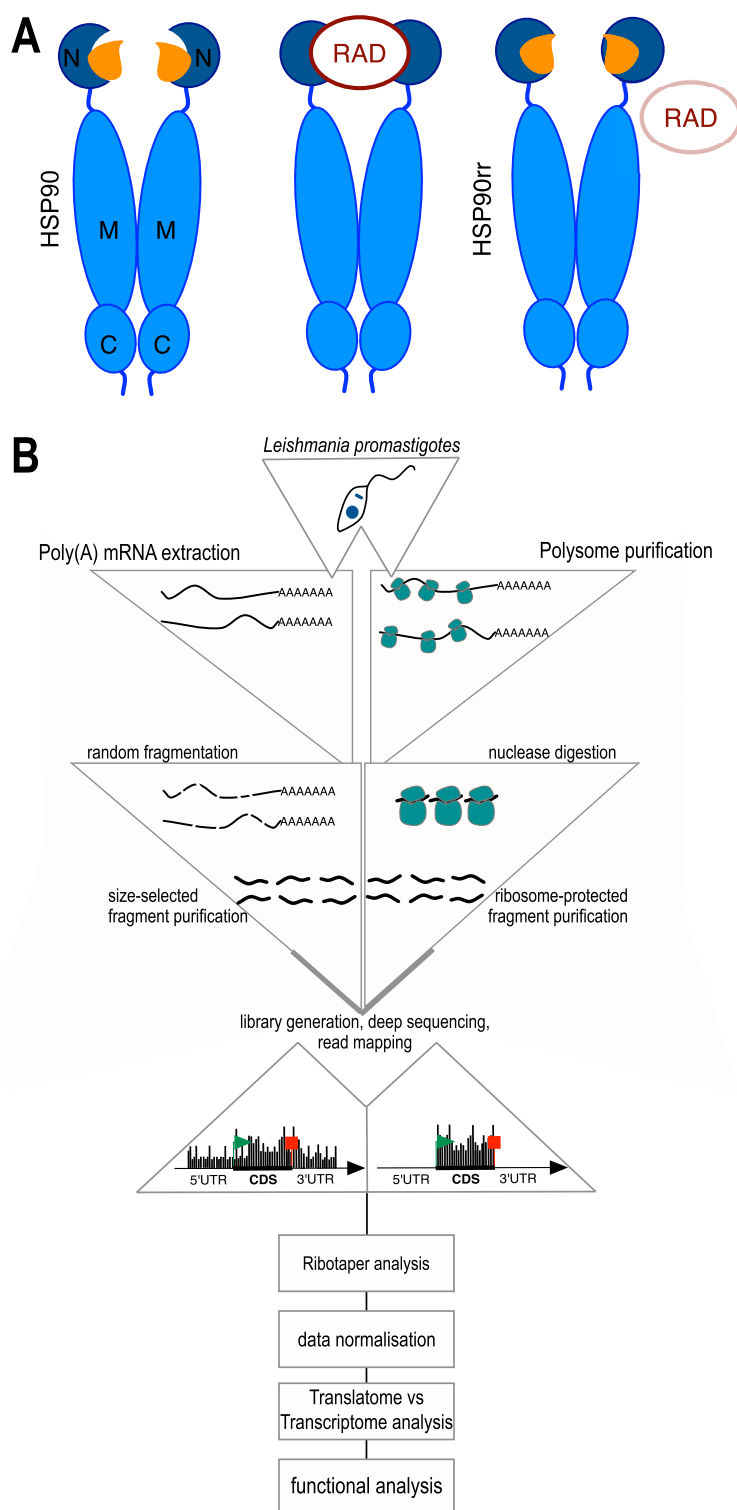 A
N
N
RAD
RAD
HSP90
M
M
HSP90rr
C
C
B
Leishmania promastigotes
Poly(A) mRNA extraction
Polysome purification
AAAAAAA
AAAAAAA
AAAAAAA
AAAAAAA
random fragmentation
nuclease digestion
AAAAAAA
AAAAAAA
size-selected
fragment purification
ribosome-protected
fragment purification
library generation, deep sequencing,
read mapping
5'UTR CDS 3'UTR
5'UTR CDS 3'UTR
Ribotaper analysis
data normalisation
Translatome vs
Transcriptome analysis
functional analysis